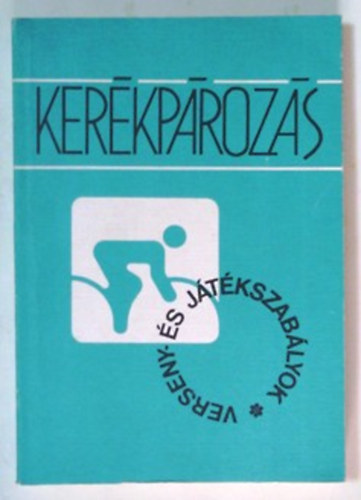 KERÉKPÁROZÁS
VERSENY- ÉS JÁTÉKSZABÁLYOK *